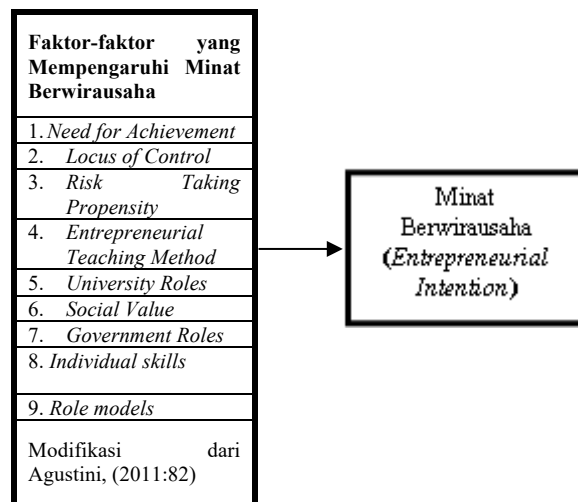 Faktor-faktor yang
Mempengaruhi Minat
Berwirausaha
1. Need for Achievement
2. Locus of Control
3. Risk Taking
Propensity
4. Entrepreneurial
Teaching Method
5. University Roles
6. Social Value
7. Government Roles
8. Individual skills
9. Role models
Modifikasi dari
Agustini, (2011:82)
Minat
Berwirausaha
(Entrepreneurial
Intention)